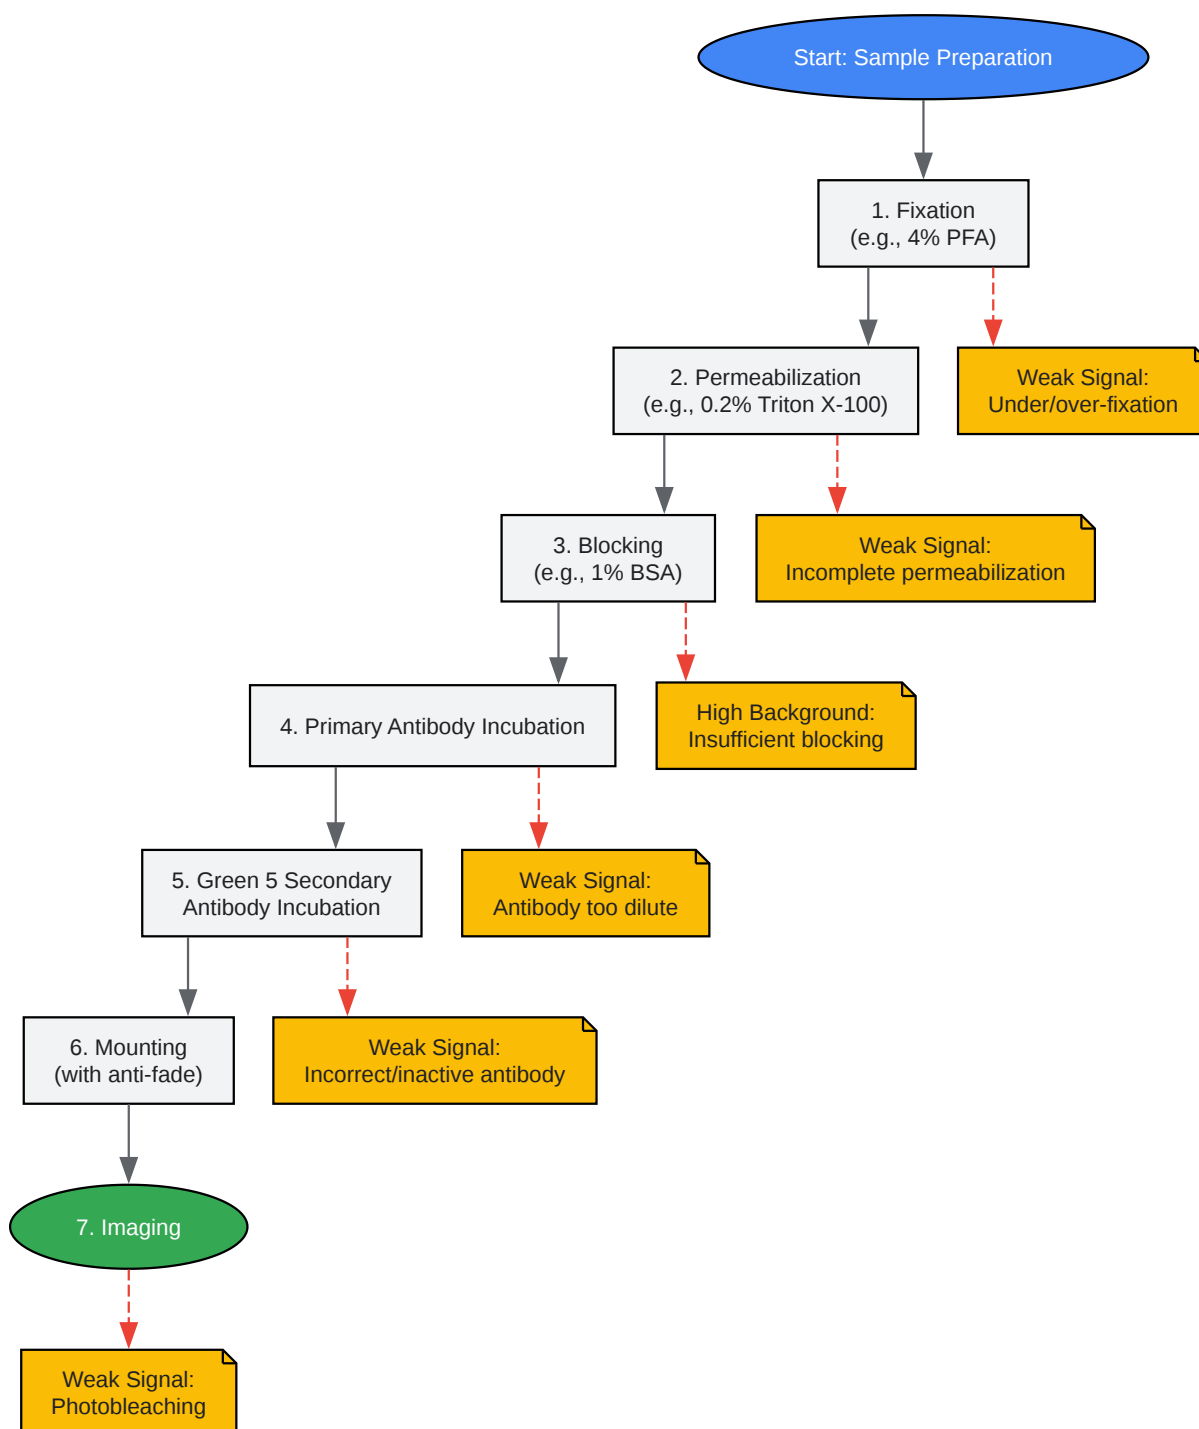 Start: Sample Preparation
1. Fixation
(e.g., 4% PFA)
2. Permeabilization
(e.g., 0.2% Triton X-100)
Weak Signal:
Under/over-fixation
3. Blocking
(e.g., 1% BSA)
Weak Signal:
Incomplete permeabilization
4. Primary Antibody Incubation
High Background:
Insufficient blocking
5. Green 5 Secondary
Antibody Incubation
Weak Signal:
Antibody too dilute
6. Mounting
(with anti-fade)
Weak Signal:
Incorrect/inactive antibody
7. Imaging
Weak Signal:
Photobleaching